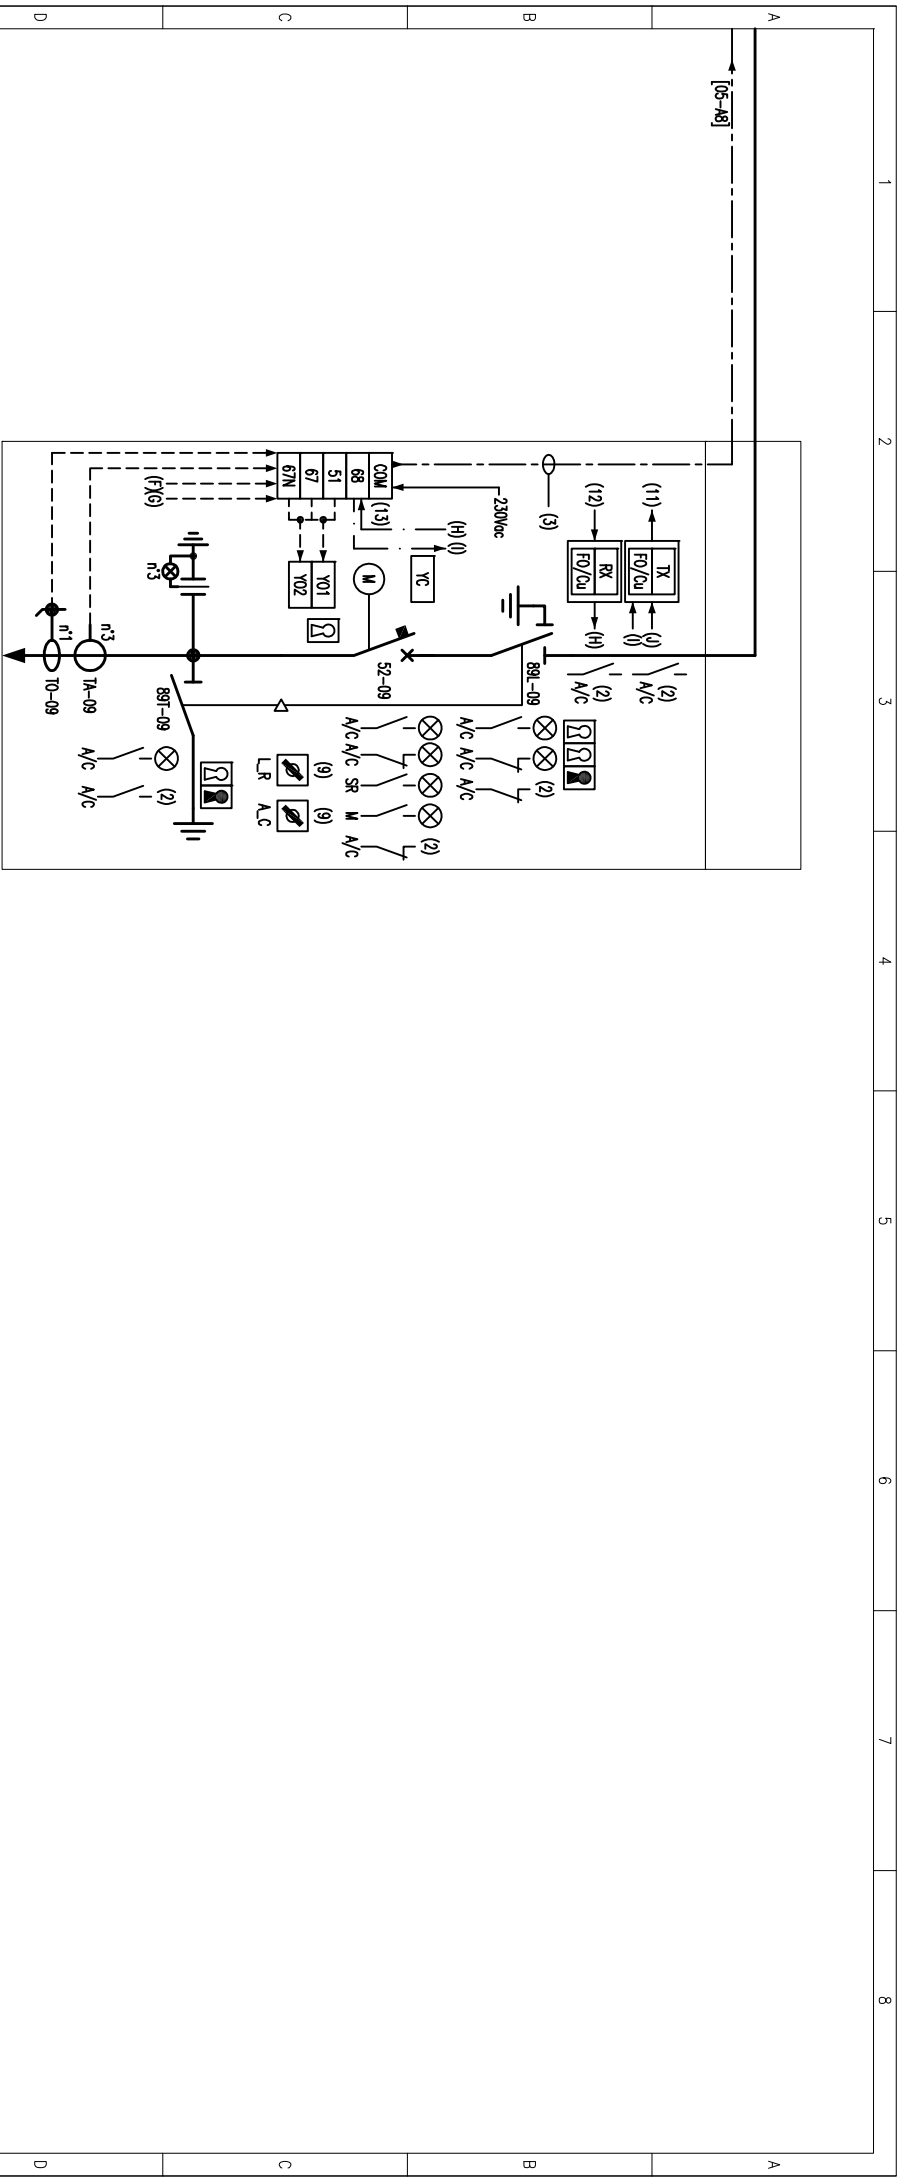 1
2
3
4
5
6
7
8
A
A
B
B
C
C
D
D
[05-A8]
(11)
TX
FO/Cu
(J)
(I)
(2)
A/C
(12)
RX
FO/Cu
(H)
(2)
A/C
(3)
230Vac
(H)
(I)
(13)
COM
68
51
67
67N
(F)(G)
YC
M
YO1
YO2
89L-09
52-09
A/C
A/C
(2)
A/C
A/C
A/C
SR
M
(2)
A/C
(9)
L_R
(9)
A_C
n°3
89T-09
A/C
(2)
A/C
n°3
TA-09
n°1
TO-09